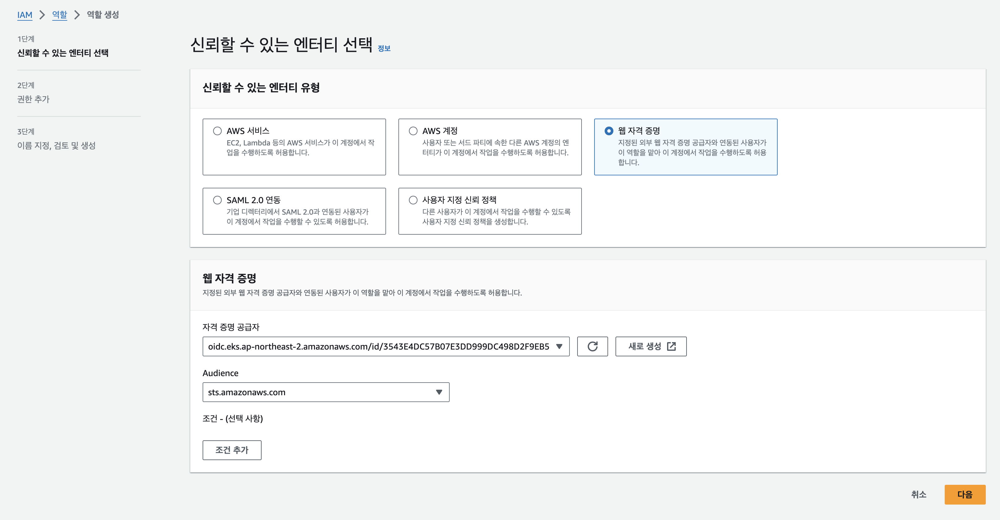 IAM > 역할 > 역할 생성
1단계
신뢰할 수 있는 엔터티 선택
2단계
권한 추가
3단계
이름 지정, 검토 및 생성
신뢰할 수 있는 엔터티 선택 정보
신뢰할 수 있는 엔터티 유형
AWS 서비스
EC2, Lambda 등의 AWS 서비스가 이 계정에서 작
업을 수행하도록 허용합니다.
AWS 계정
사용자 또는 서드 파티에 속한 다른 AWS 계정의 엔
터티가 이 계정에서 작업을 수행하도록 허용합니다.
웹 자격 증명
지정된 외부 웹 자격 증명 공급자와 연동된 사용자가
이 역할을 맡아 이 계정에서 작업을 수행하도록 허용
합니다.
SAML 2.0 연동
기업 디렉터리에서 SAML 2.0과 연동된 사용자가
이 계정에서 작업을 수행할 수 있도록 허용합니다.
사용자 지정 신뢰 정책
다른 사용자가 이 계정에서 작업을 수행할 수 있도록
사용자 지정 신뢰 정책을 생성합니다.
웹 자격 증명
지정된 외부 웹 자격 증명 공급자와 연동된 사용자가 이 역할을 맡아 이 계정에서 작업을 수행하도록 허용합니다.
자격 증명 공급자
oidc.eks.ap-northeast-2.amazonaws.com/id/3543E4DC57B07E3DD999DC498D2F9EB5
새로 생성
Audience
sts.amazonaws.com
조건 - (선택 사항)
조건 추가
취소
다음